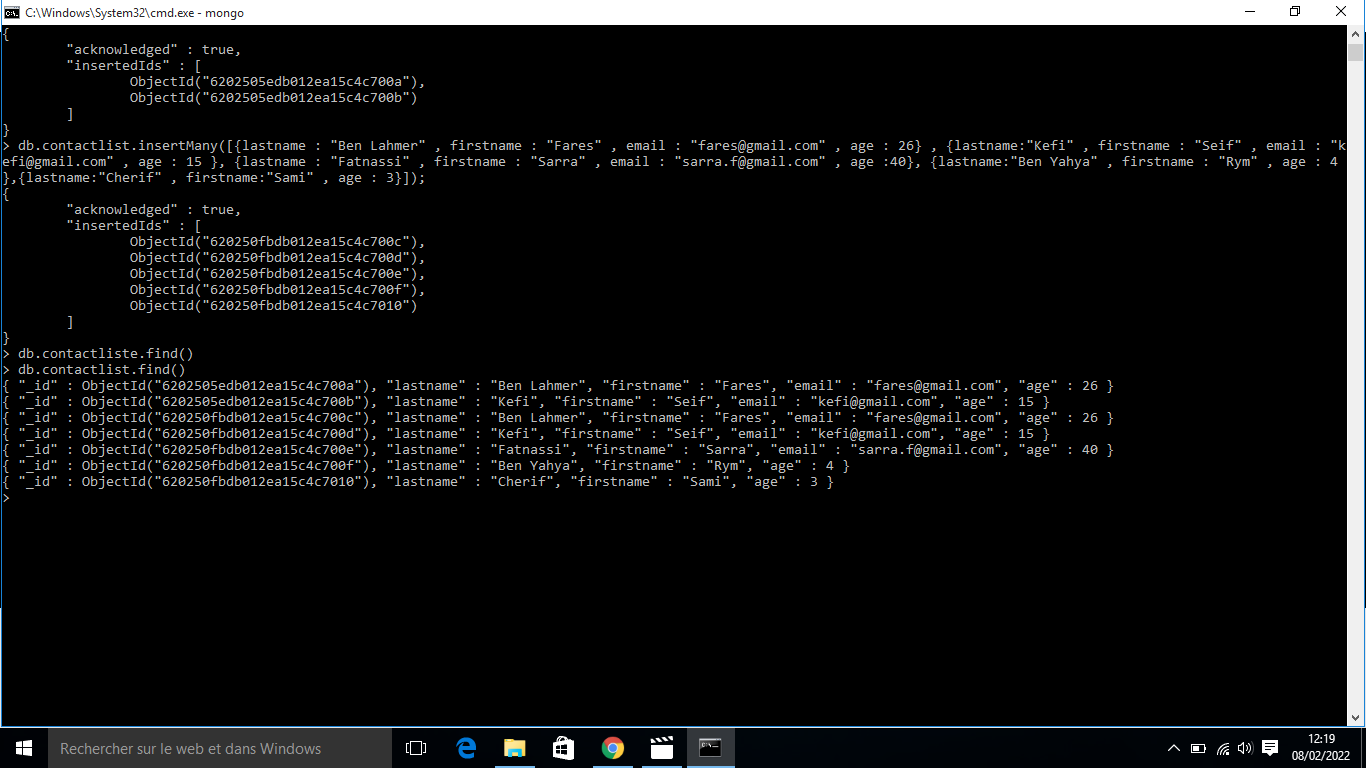 C:\Windows\System32\cmd.exe - mongo
{
"acknowledged" : true,
"insertedIds" : [
ObjectId("6202505edb012ea15c4c700a"),
ObjectId("6202505edb012ea15c4c700b")
]
}
> db.contactlist.insertMany([{lastname : "Ben Lahmer" , firstname : "Fares" , email : "fares@gmail.com" , age : 26} , {lastname:"Kefi" , firstname : "Seif" , email : "k
efi@gmail.com" , age : 15 }, {lastname : "Fatnassi" , firstname : "Sarra" , email : "sarra.f@gmail.com" , age :40}, {lastname:"Ben Yahya" , firstname : "Rym" , age : 4
},{lastname:"Cherif" , firstname:"Sami" , age : 3}]);
{
"acknowledged" : true,
"insertedIds" : [
ObjectId("620250fbdb012ea15c4c700c"),
ObjectId("620250fbdb012ea15c4c700d"),
ObjectId("620250fbdb012ea15c4c700e"),
ObjectId("620250fbdb012ea15c4c700f"),
ObjectId("620250fbdb012ea15c4c7010")
]
}
> db.contactliste.find()
> db.contactlist.find()
{ "_id" : ObjectId("6202505edb012ea15c4c700a"), "lastname" : "Ben Lahmer", "firstname" : "Fares", "email" : "fares@gmail.com", "age" : 26 }
{ "_id" : ObjectId("6202505edb012ea15c4c700b"), "lastname" : "Kefi", "firstname" : "Seif", "email" : "kefi@gmail.com", "age" : 15 }
{ "_id" : ObjectId("620250fbdb012ea15c4c700c"), "lastname" : "Ben Lahmer", "firstname" : "Fares", "email" : "fares@gmail.com", "age" : 26 }
{ "_id" : ObjectId("620250fbdb012ea15c4c700d"), "lastname" : "Kefi", "firstname" : "Seif", "email" : "kefi@gmail.com", "age" : 15 }
{ "_id" : ObjectId("620250fbdb012ea15c4c700e"), "lastname" : "Fatnassi", "firstname" : "Sarra", "email" : "sarra.f@gmail.com", "age" : 40 }
{ "_id" : ObjectId("620250fbdb012ea15c4c700f"), "lastname" : "Ben Yahya", "firstname" : "Rym", "age" : 4 }
{ "_id" : ObjectId("620250fbdb012ea15c4c7010"), "lastname" : "Cherif", "firstname" : "Sami", "age" : 3 }
>
Rechercher sur le web et dans Windows
12:19
08/02/2022